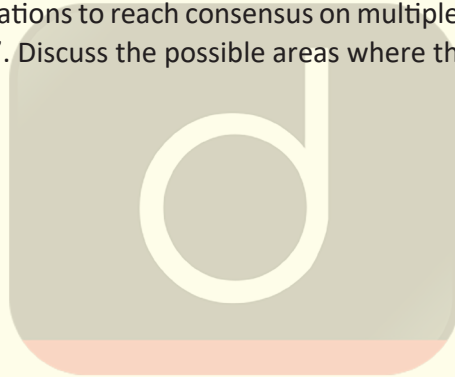 ations to reach consensus on multiple
. Discuss the possible areas where th
d